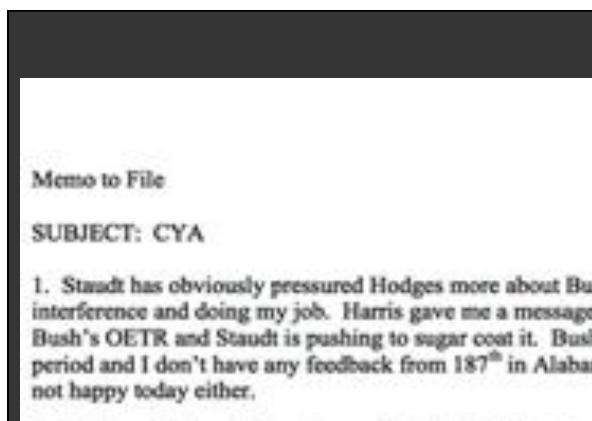 Memo to File
SUBJECT: CYA
1. Staudt has obviously pressured Hodges more about Bu
interference and doing my job. Harris gave me a message
Bush's OETR and Staudt is pushing to sugar coat it. Bush
period and I don't have any feedback from 187th in Alaba
not happy today either.